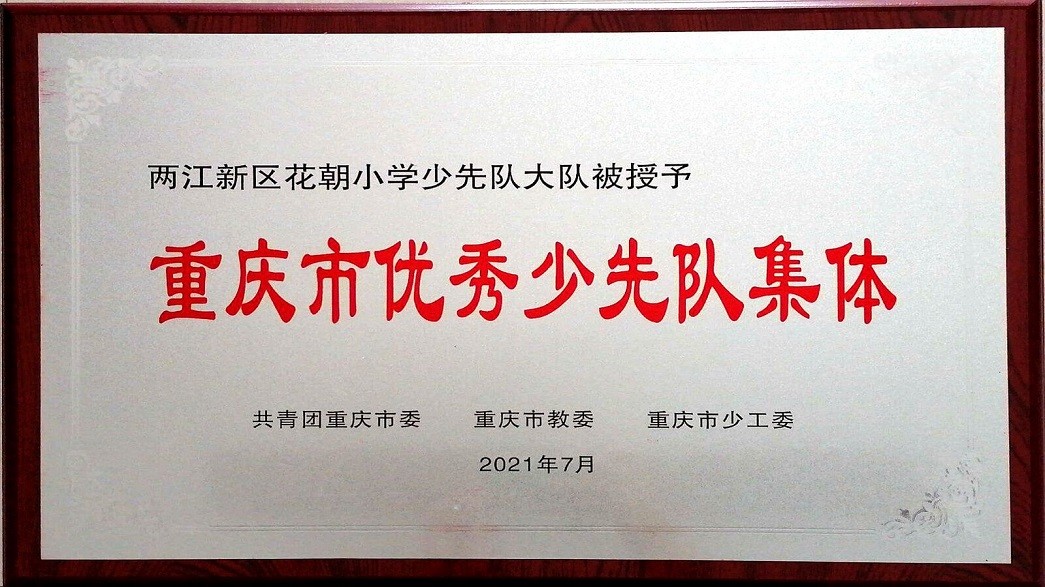 两江新区花朝小学少先队大队被授予
重庆市优秀少先队集体
共青团重庆市委 重庆市教委 重庆市少工委
2021年7月